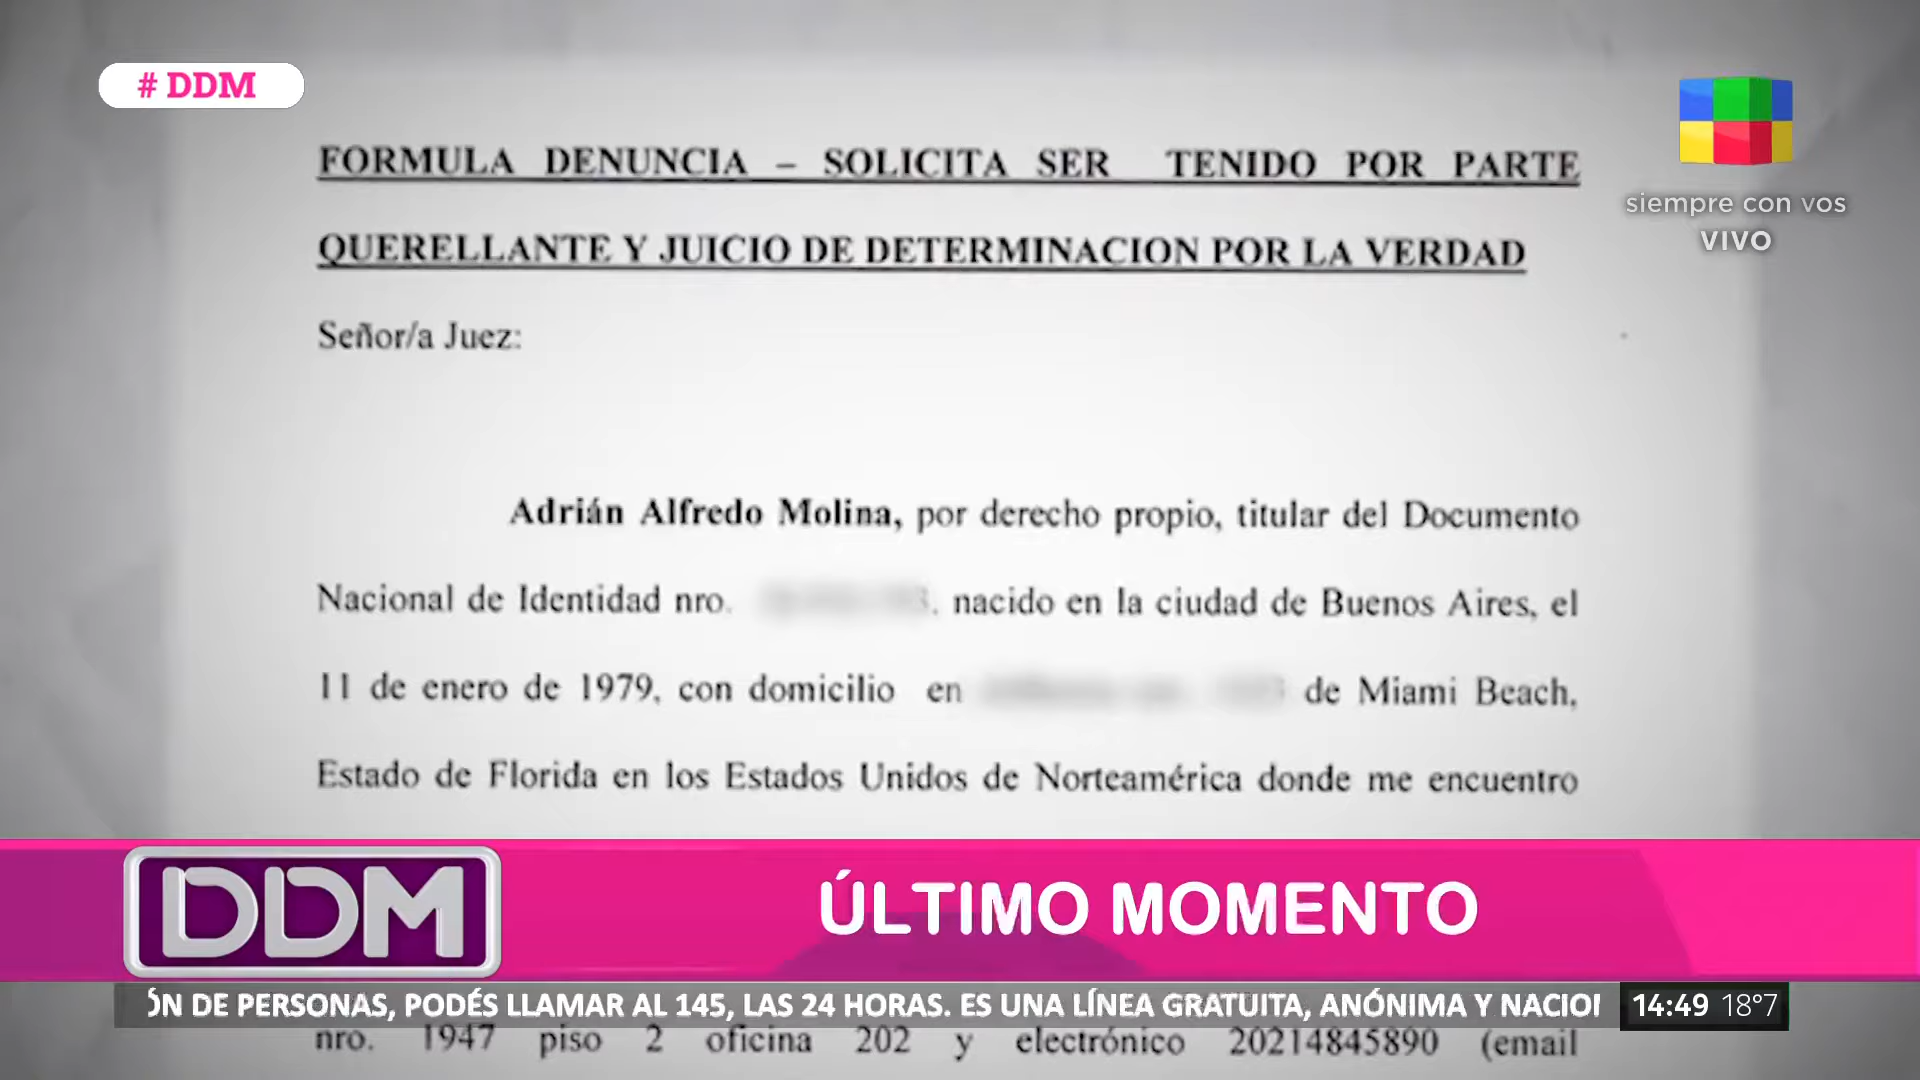 # DDM
siempre con vos
VIVO
FORMULA DENUNCIA – SOLICITA SER TENIDO POR PARTE
QUERELLANTE Y JUICIO DE DETERMINACION POR LA VERDAD
Señor/a Juez:
Adrián Alfredo Molina, por derecho propio, titular del Documento
Nacional de Identidad nro. nacido en la ciudad de Buenos Aires, el
11 de enero de 1979, con domicilio en de Miami Beach,
Estado de Florida en los Estados Unidos de Norteamérica donde me encuentro
DDM
ÚLTIMO MOMENTO
ÓN DE PERSONAS, PODÉS LLAMAR AL 145, LAS 24 HORAS. ES UNA LÍNEA GRATUITA, ANÓNIMA Y NACION
14:49 18°7
nro. 1947 piso 2 oficina 202 y electrónico 20214845890 (email